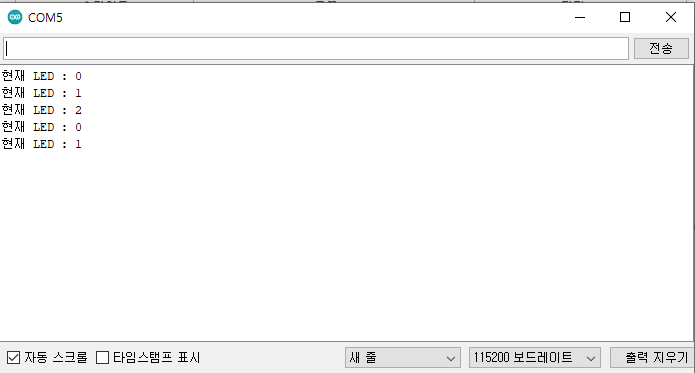 COM5
전송
현재 LED : 0
현재 LED : 1
현재 LED : 2
현재 LED : 0
현재 LED : 1
자동 스크롤 타임스탬프 표시 새 줄 115200 보드레이트 출력 지우기